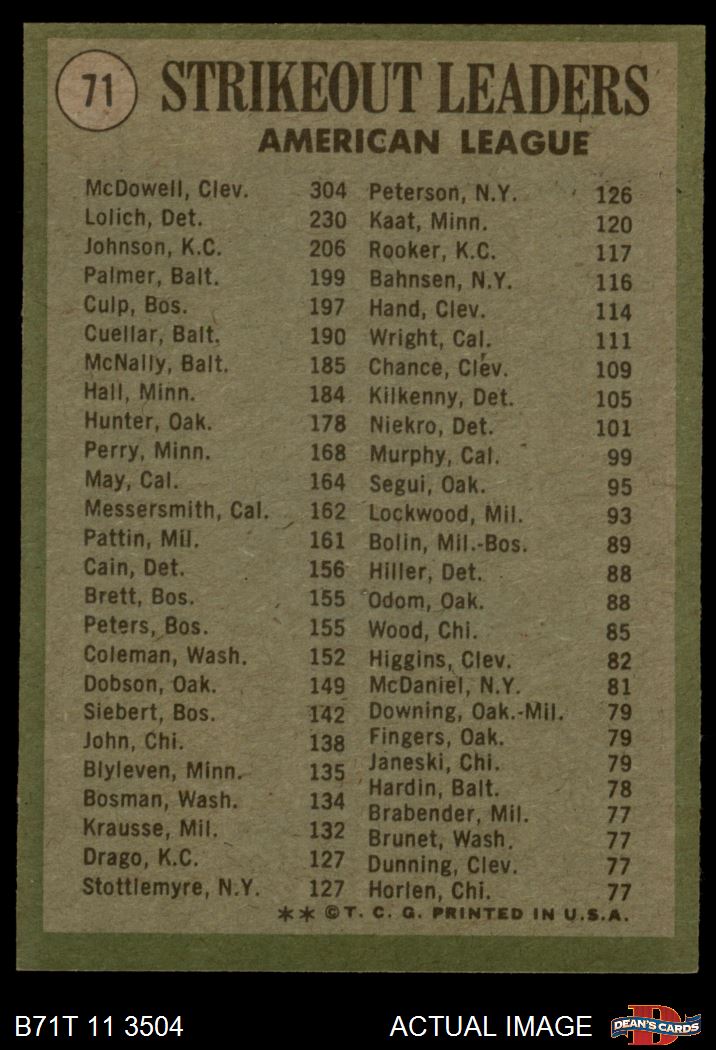 71 STRIKEOUT LEADERS
AMERICAN LEAGUE
McDowell, Clev. 304
Lolich, Det. 230
Johnson, K.C. 206
Palmer, Balt. 199
Culp, Bos. 197
Cuellar, Balt. 190
McNally, Balt. 185
Hall, Minn. 184
Hunter, Oak. 178
Perry, Minn. 168
May, Cal. 164
Messersmith, Cal. 162
Pattin, Mil. 161
Cain, Det. 156
Brett, Bos. 155
Peters, Bos. 155
Coleman, Wash. 152
Dobson, Oak. 149
Siebert, Bos. 142
John, Chi. 138
Blyleven, Minn. 135
Bosman, Wash. 134
Krausse, Mil. 132
Drago, K.C. 127
Stottlemyre, N.Y. 127
Peterson, N.Y. 126
Kaat, Minn. 120
Rooker, K.C. 117
Bahnsen, N.Y. 116
Hand, Clev. 114
Wright, Cal. 111
Chance, Clev. 109
Kilkenny, Det. 105
Niekro, Det. 101
Murphy, Cal. 99
Segui, Oak. 95
Lockwood, Mil. 93
Bolin, Mil.-Bos. 89
Hiller, Det. 88
Odom, Oak. 88
Wood, Chi. 85
Higgins, Clev. 82
McDaniel, N.Y. 81
Downing, Oak.-Mil. 79
Fingers, Oak. 79
Janeski, Chi. 79
Hardin, Balt. 78
Brabender, Mil. 77
Brunet, Wash. 77
Dunning, Clev. 77
Horlen, Chi. 77
** © T. C. G. PRINTED IN U.S.A.
B71T 11 3504 ACTUAL IMAGE
DEAN'S CARDS